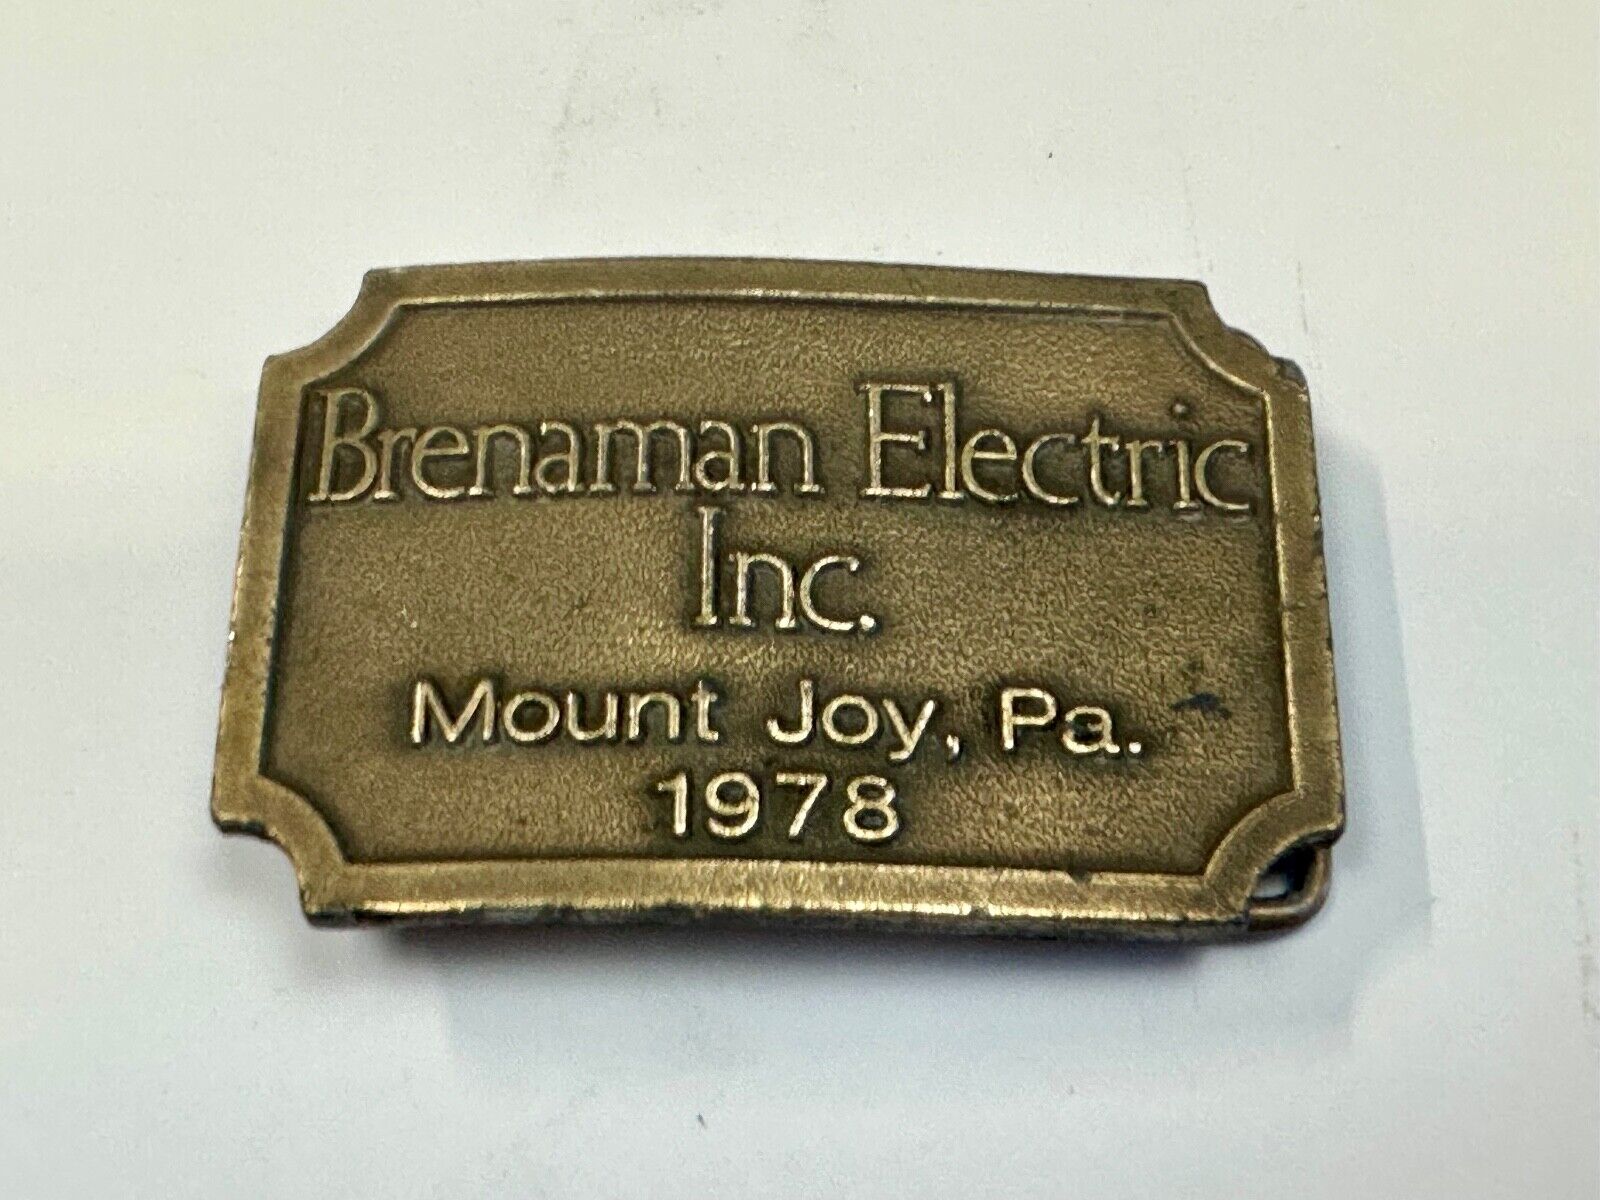 Brenaman Electric
Inc.
Mount Joy, Pa.
1978